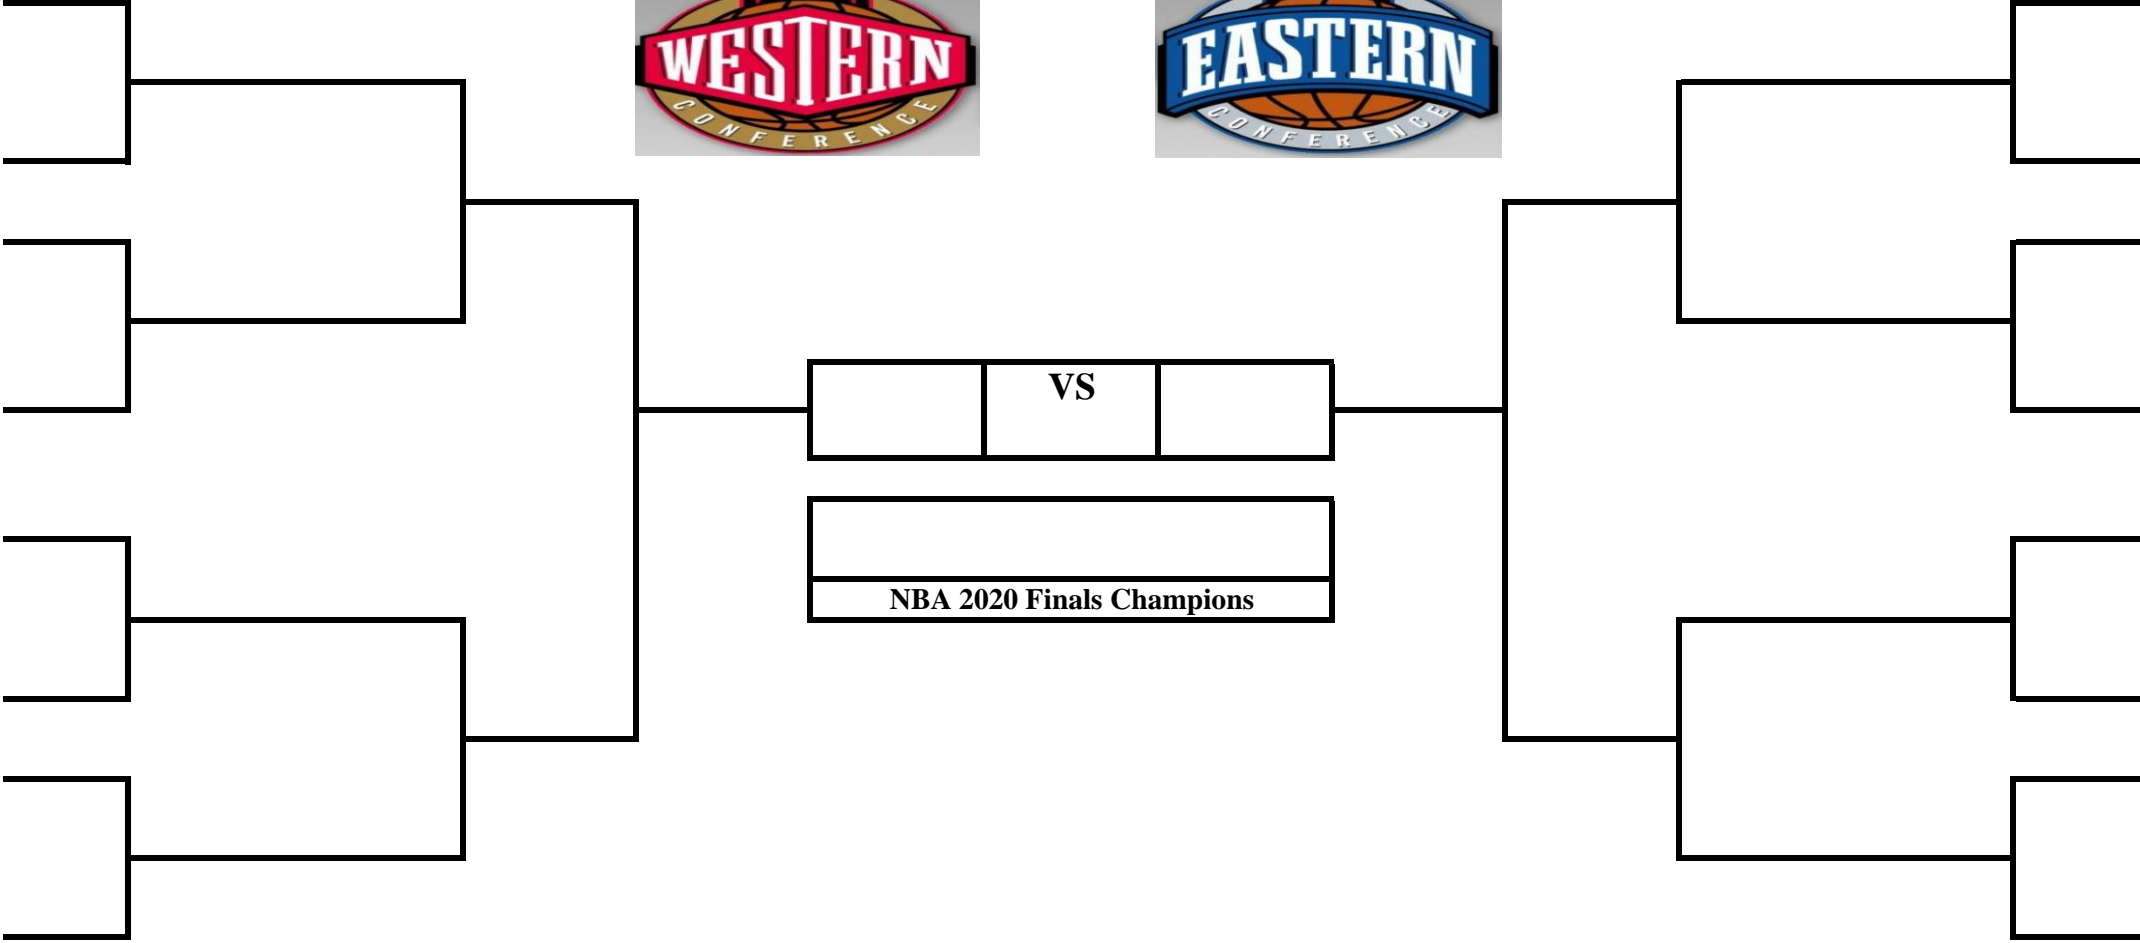 WESTERN
CONFERENCE
EASTERN
CONFERENCE
VS
NBA 2020 Finals Champions